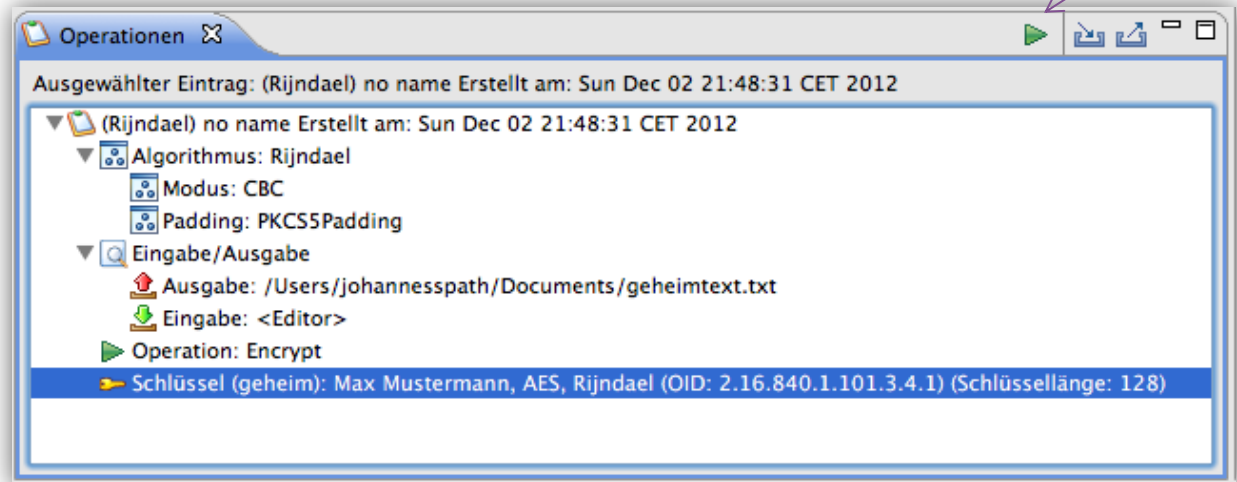 Operationen
Ausgewählter Eintrag: (Rijndael) no name Erstellt am: Sun Dec 02 21:48:31 CET 2012
(Rijndael) no name Erstellt am: Sun Dec 02 21:48:31 CET 2012
Algorithmus: Rijndael
Modus: CBC
Padding: PKCS5Padding
Eingabe/Ausgabe
Ausgabe: /Users/johannesspath/Documents/geheimtext.txt
Eingabe: <Editor>
Operation: Encrypt
Schlüssel (geheim): Max Mustermann, AES, Rijndael (OID: 2.16.840.1.101.3.4.1) (Schlüssellänge: 128)